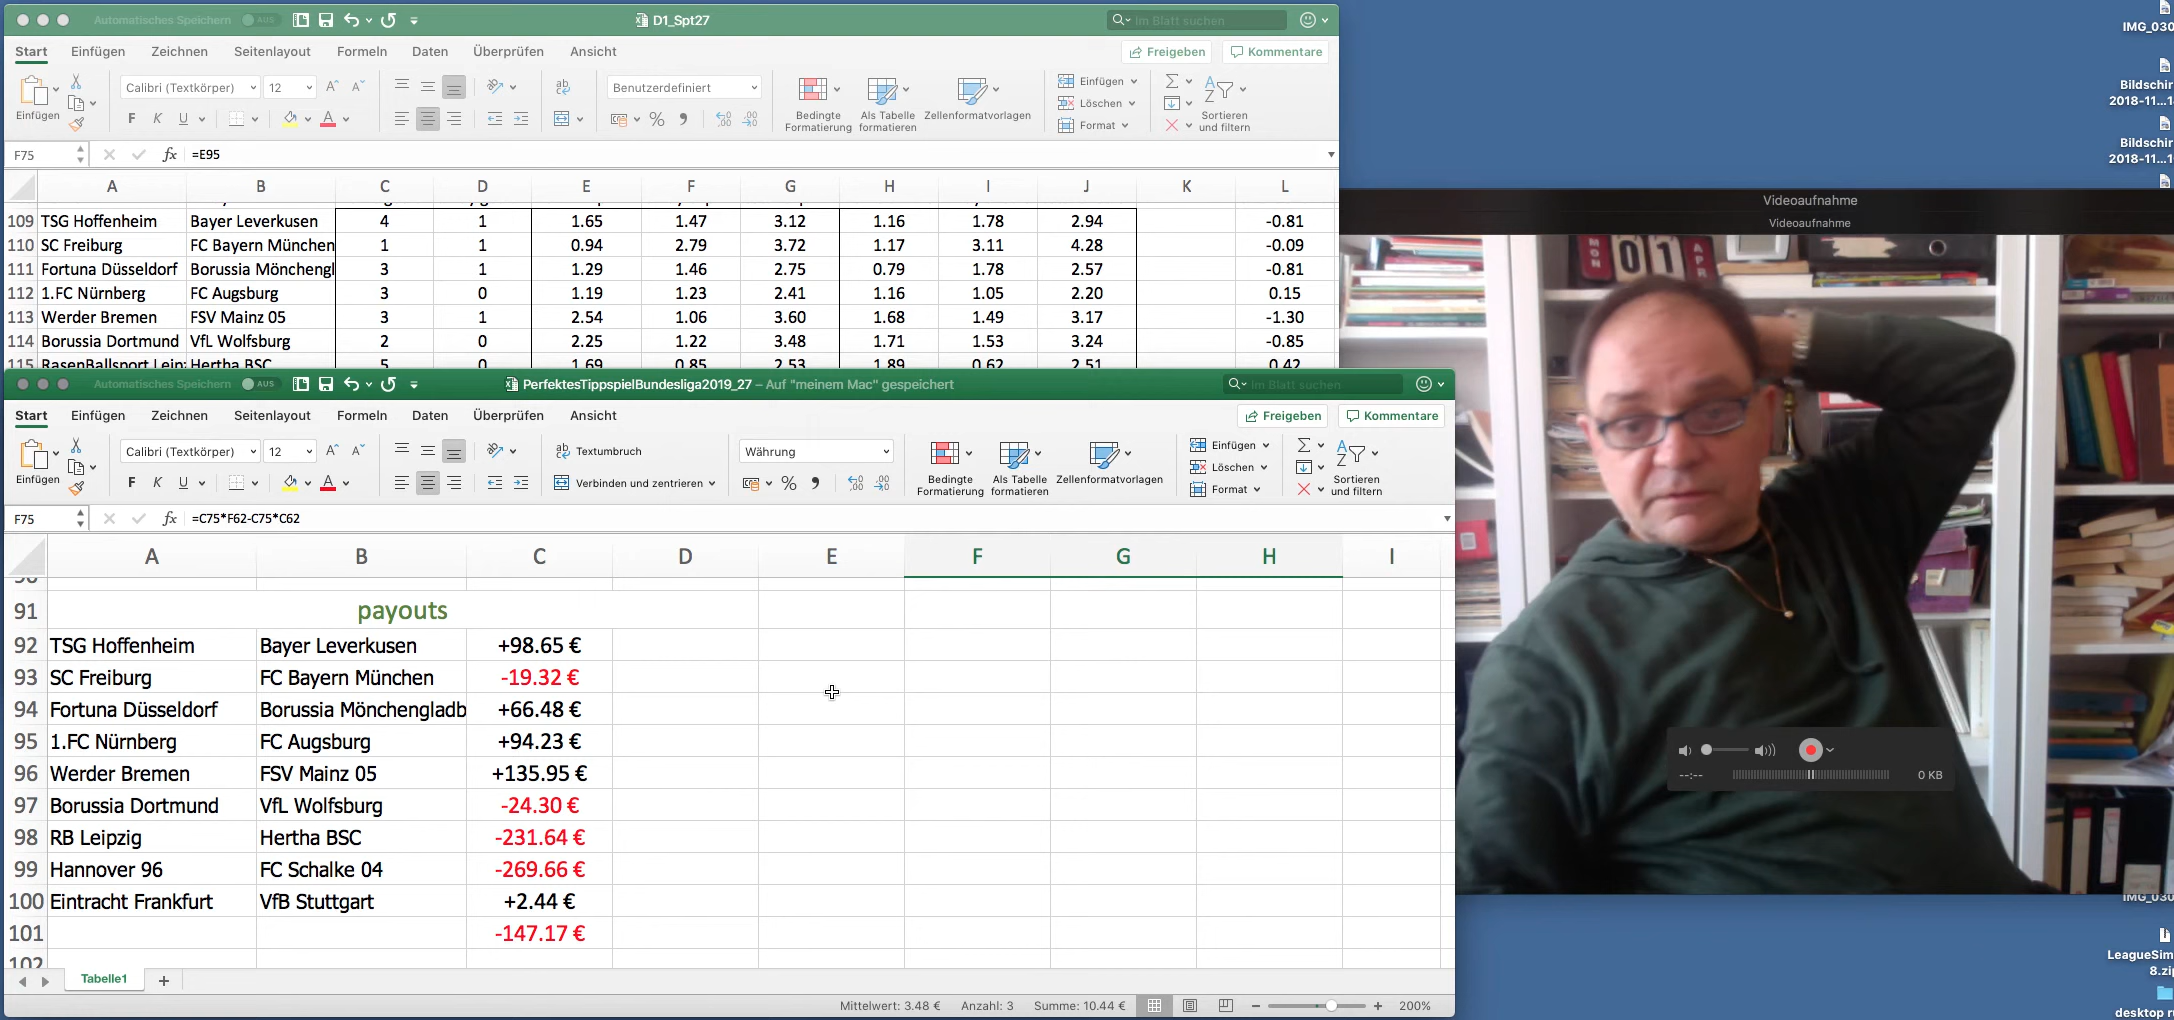 Automatisches Speichern AUS
D1_Spt27
Im Blatt suchen
Start Einfügen Zeichnen Seitenlayout Formeln Daten Überprüfen Ansicht
Freigeben Kommentare
Einfügen
Calibri (Textkörper) 12
F K U
Benutzerdefiniert
Bedingte Formatierung
Als Tabelle formatieren
Zellenformatvorlagen
Einfügen
Löschen
Format
Sortieren und filtern
F75 fx =E95
A B C D E F G H I J K L
109 TSG Hoffenheim Bayer Leverkusen 4 1 1.65 1.47 3.12 1.16 1.78 2.94 -0.81
110 SC Freiburg FC Bayern München 1 1 0.94 2.79 3.72 1.17 3.11 4.28 -0.09
111 Fortuna Düsseldorf Borussia Mönchengl 3 1 1.29 1.46 2.75 0.79 1.78 2.57 -0.81
112 1.FC Nürnberg FC Augsburg 3 0 1.19 1.23 2.41 1.16 1.05 2.20 0.15
113 Werder Bremen FSV Mainz 05 3 1 2.54 1.06 3.60 1.68 1.49 3.17 -1.30
114 Borussia Dortmund VfL Wolfsburg 2 0 2.25 1.22 3.48 1.71 1.53 3.24 -0.85
115 RasenBallsport Leip Hertha BSC 5 0 1.69 0.85 2.53 1.89 0.62 2.51 0.42
Automatisches Speichern AUS
PerfektesTippspielBundesliga2019_27 – Auf "meinem Mac" gespeichert
Im Blatt suchen
Start Einfügen Zeichnen Seitenlayout Formeln Daten Überprüfen Ansicht
Freigeben Kommentare
Einfügen
Calibri (Textkörper) 12
F K U
Textumbruch
Verbinden und zentrieren
Währung
Bedingte Formatierung
Als Tabelle formatieren
Zellenformatvorlagen
Einfügen
Löschen
Format
Sortieren und filtern
F75 fx =C75*F62-C75*C62
A B C D E F G H I
91 payouts
92 TSG Hoffenheim Bayer Leverkusen +98.65 €
93 SC Freiburg FC Bayern München -19.32 €
94 Fortuna Düsseldorf Borussia Mönchengladb +66.48 €
95 1.FC Nürnberg FC Augsburg +94.23 €
96 Werder Bremen FSV Mainz 05 +135.95 €
97 Borussia Dortmund VfL Wolfsburg -24.30 €
98 RB Leipzig Hertha BSC -231.64 €
99 Hannover 96 FC Schalke 04 -269.66 €
100 Eintracht Frankfurt VfB Stuttgart +2.44 €
101 -147.17 €
102
Tabelle1
Mittelwert: 3.48 € Anzahl: 3 Summe: 10.44 € 200%
IMG_030
Bildschir
2018-11...1
Bildschir
2018-11...1
Videoaufnahme
Videoaufnahme
MON 01 APR
--:-- 0 KB
IMG_030
LeagueSim
8.zip
desktop r